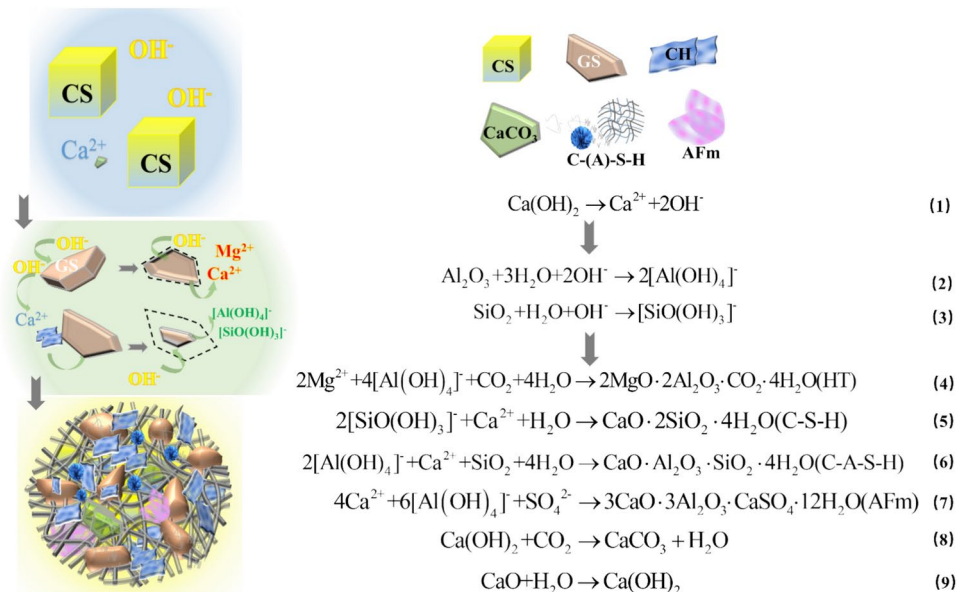 OH⁻
CS
OH⁻
Ca²⁺
CS
OH⁻
OH⁻
GS
OH⁻
Mg²⁺
Ca²⁺
Ca²⁺
[Al(OH)₄]⁻
[SiO(OH)₃]⁻
OH⁻
CS
GS
CH
CaCO₃
C-(A)-S-H
AFm
Ca(OH)₂→Ca²⁺+2OH⁻ (1)
Al₂O₃+3H₂O+2OH⁻→2[Al(OH)₄]⁻ (2)
SiO₂+H₂O+OH⁻→[SiO(OH)₃]⁻ (3)
2Mg²⁺+4[Al(OH)₄]⁻+CO₂+4H₂O→2MgO·2Al₂O₃·CO₂·4H₂O(HT) (4)
2[SiO(OH)₃]⁻+Ca²⁺+H₂O→CaO·2SiO₂·4H₂O(C-S-H) (5)
2[Al(OH)₄]⁻+Ca²⁺+SiO₂+4H₂O→CaO·Al₂O₃·SiO₂·4H₂O(C-A-S-H) (6)
4Ca²⁺+6[Al(OH)₄]⁻+SO₄²⁻→3CaO·3Al₂O₃·CaSO₄·12H₂O(AFm) (7)
Ca(OH)₂+CO₂→CaCO₃+H₂O (8)
CaO+H₂O→Ca(OH)₂ (9)